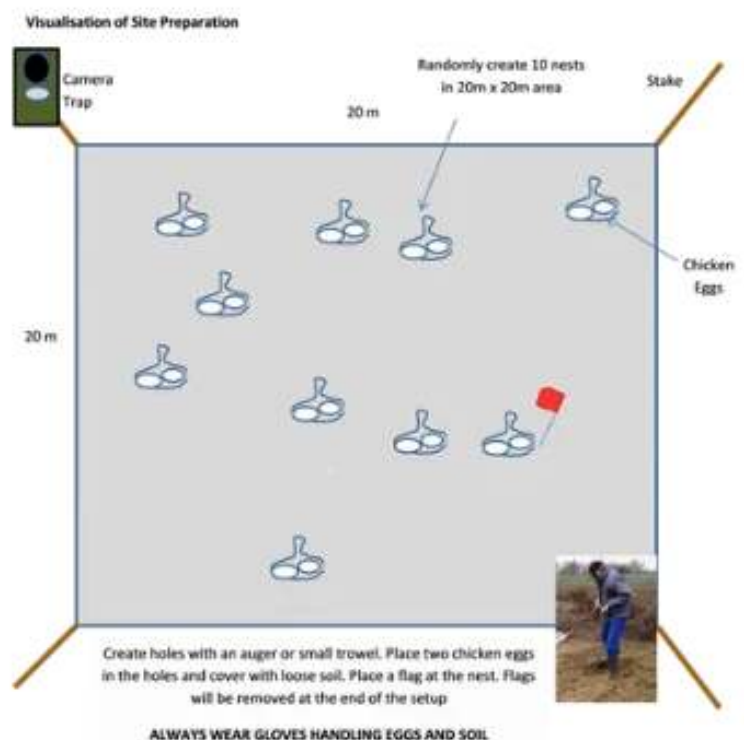 Visualisation of Site Preparation
Camera
Trap
Randomly create 10 nests
in 20m x 20m area
Stake
20 m
Chicken
Eggs
20 m
Create holes with an auger or small trowel. Place two chicken eggs
in the holes and cover with loose soil. Place a flag at the nest. Flags
will be removed at the end of the setup
ALWAYS WEAR GLOVES HANDLING EGGS AND SOIL